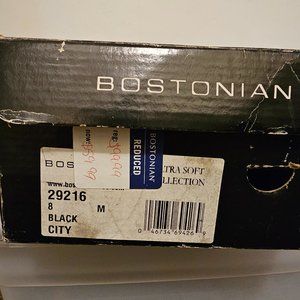 BOSTONIAN
BOSTONIAN
REDUCED
BOS
TRA SOFT
LLECTION
www.bos
29216
8 M
BLACK
CITY
0 46734 69426 9